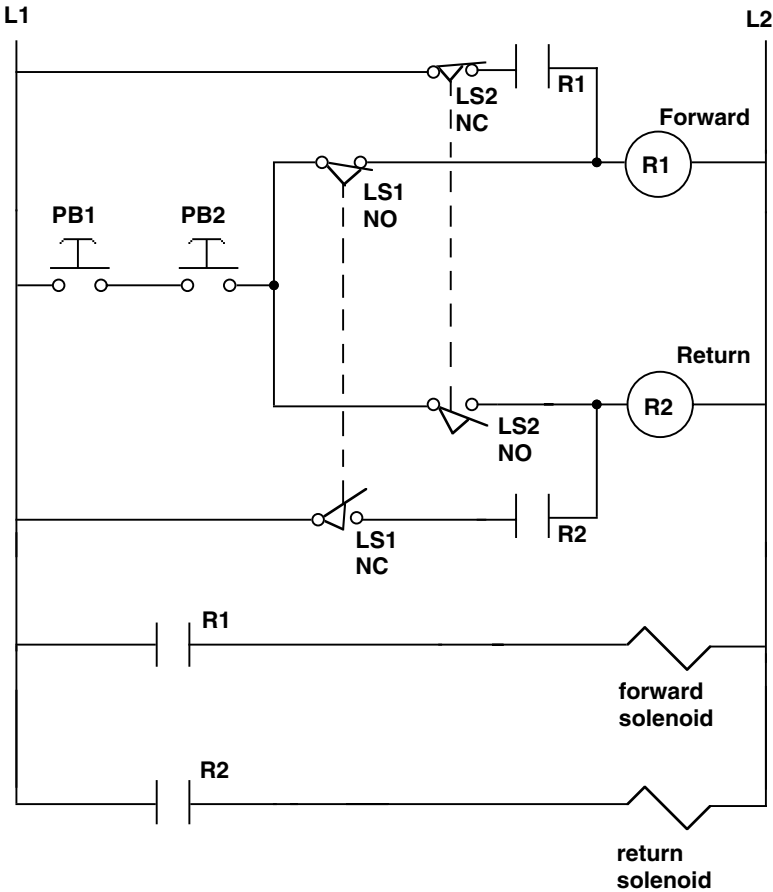 L1
L2
R1
LS2
NC
Forward
R1
LS1
NO
PB1
PB2
Return
R2
LS2
NO
R2
LS1
NC
R1
forward
solenoid
R2
return
solenoid